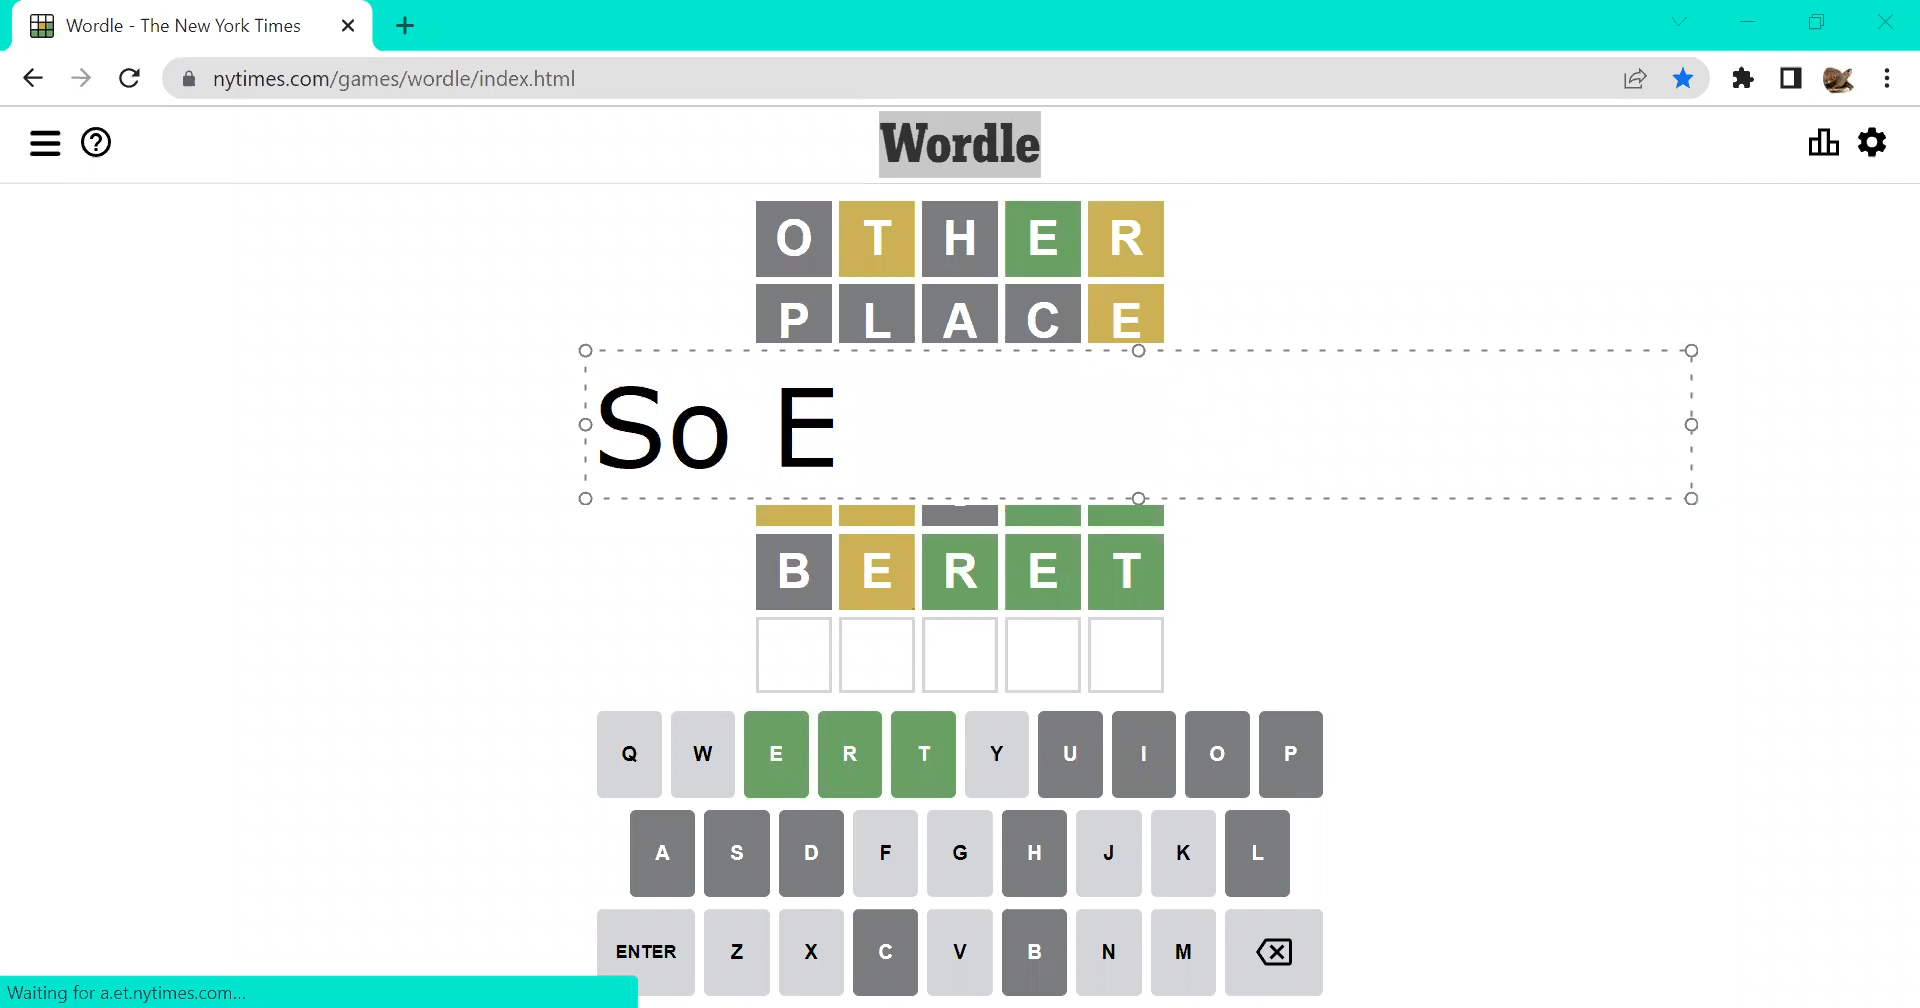 Wordle - The New York Times
nytimes.com/games/wordle/index.html
Wordle
O T H E R
P L A C E
So E
B E R E T
Q W E R T Y U I O P
A S D F G H J K L
ENTER Z X C V B N M
Waiting for a.et.nytimes.com...